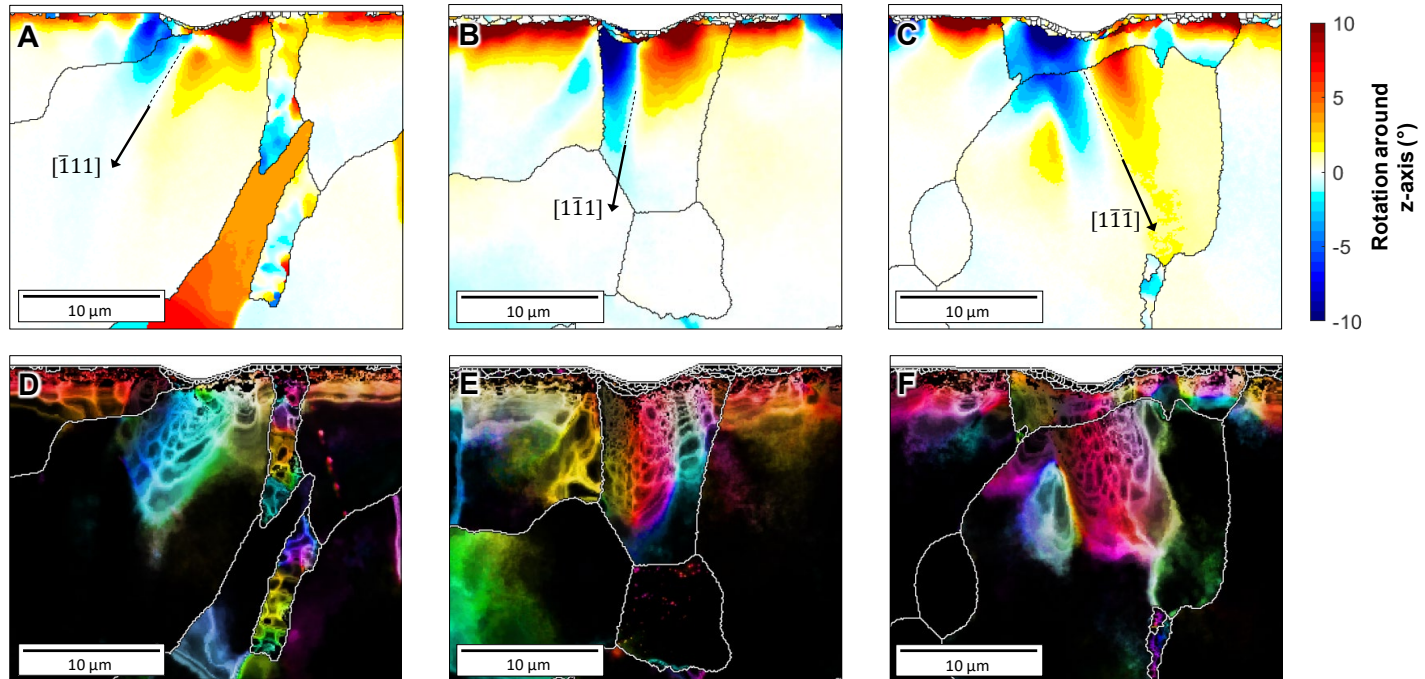 A
B
C
[1̅11]
[11̅1]
[11̅1̅]
10 µm
10 µm
10 µm
10
5
0
-5
-10
Rotation around
z-axis (°)
D
E
F
10 µm
10 µm
10 µm